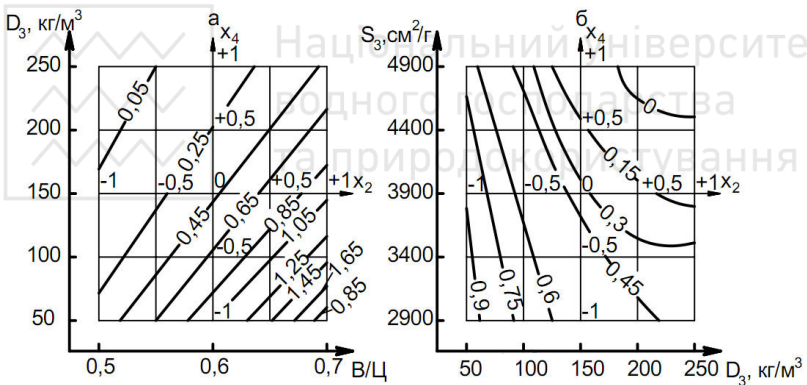 D₃, кг/м³ а x₄ S₃,см²/г б x₄
+1 +1
Національний університе
водного господарства
та природокористування
250 200 150 100 50
+0,5 0 -0,5 -1
-1 -0,5 0 +0,5 +1 x₂
0,05 0,25 0,45 0,65 0,85 1,05 1,25 1,45 1,65 0,85
0,5 0,6 0,7 В/Ц
4900 4400 3900 3400 2900
+0,5 0 -0,5 -1
-1 -0,5 0 +0,5 +1 x₂
0,9 0,75 0,6 0,45 0,3 0,15 0
50 100 150 200 250 D₃, кг/м³